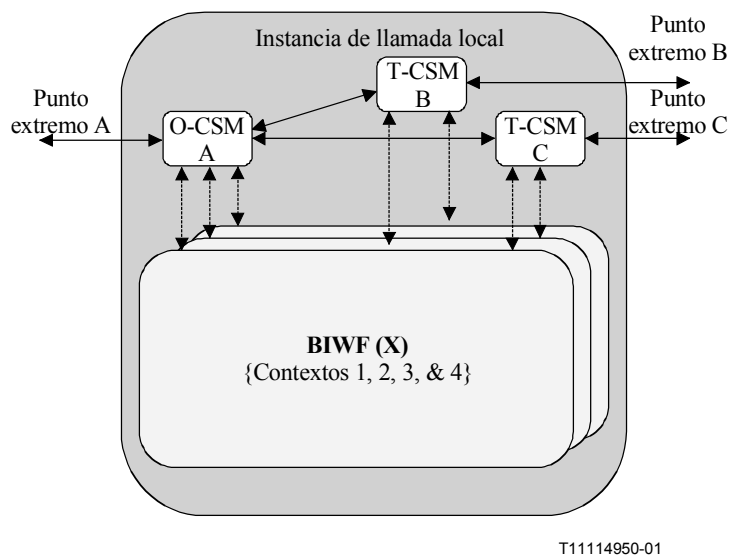 Instancia de llamada local
Punto
extremo B
T-CSM
B
Punto
extremo A
O-CSM
A
T-CSM
C
Punto
extremo C
BIWF (X)
{Contextos 1, 2, 3, & 4}
T11114950-01